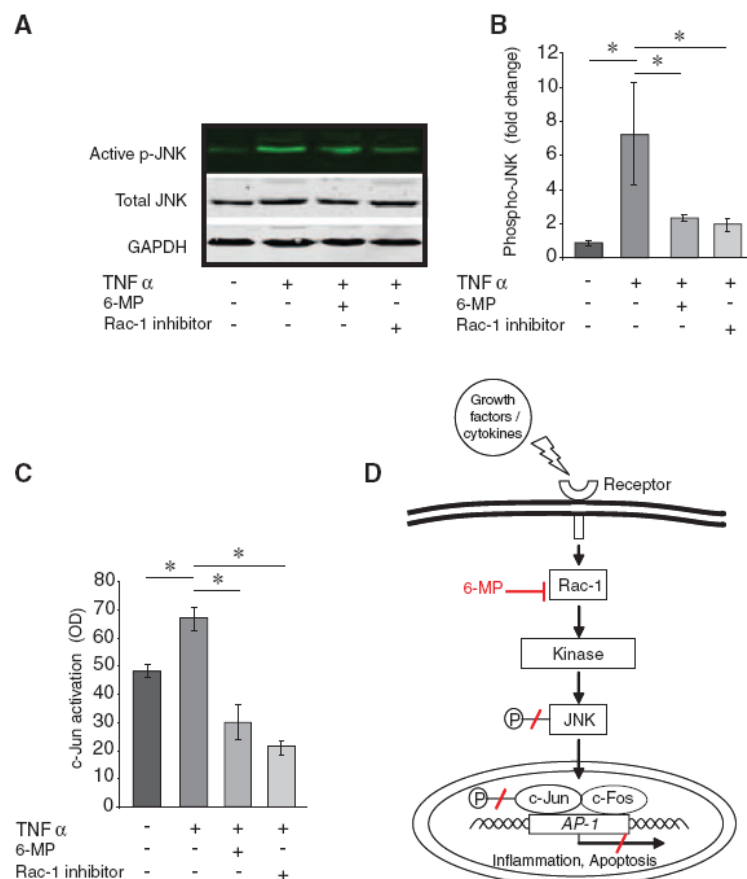 A
Active p-JNK
Total JNK
GAPDH
TNF α - + + +
6-MP - - + -
Rac-1 inhibitor - - - +
B
Phospho-JNK (fold change)
12
10
8
6
4
2
0
* * *
TNF α - + + +
6-MP - - + -
Rac-1 inhibitor - - - +
C
c-Jun activation (OD)
80
70
60
50
40
30
20
10
0
* * *
TNF α - + + +
6-MP - - + -
Rac-1 inhibitor - - - +
D
Growth
factors /
cytokines
Receptor
6-MP
Rac-1
Kinase
P
JNK
P
c-Jun
c-Fos
AP-1
Inflammation, Apoptosis